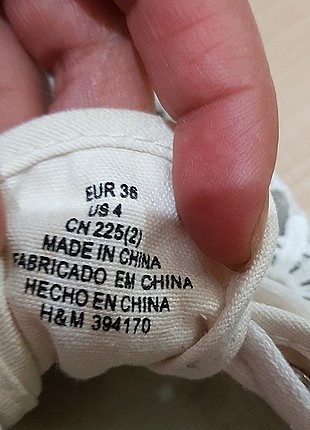 EUR 36
US 4
CN 225(2)
MADE IN CHINA
FABRICADO EM CHINA
HECHO EN CHINA
H&M 394170